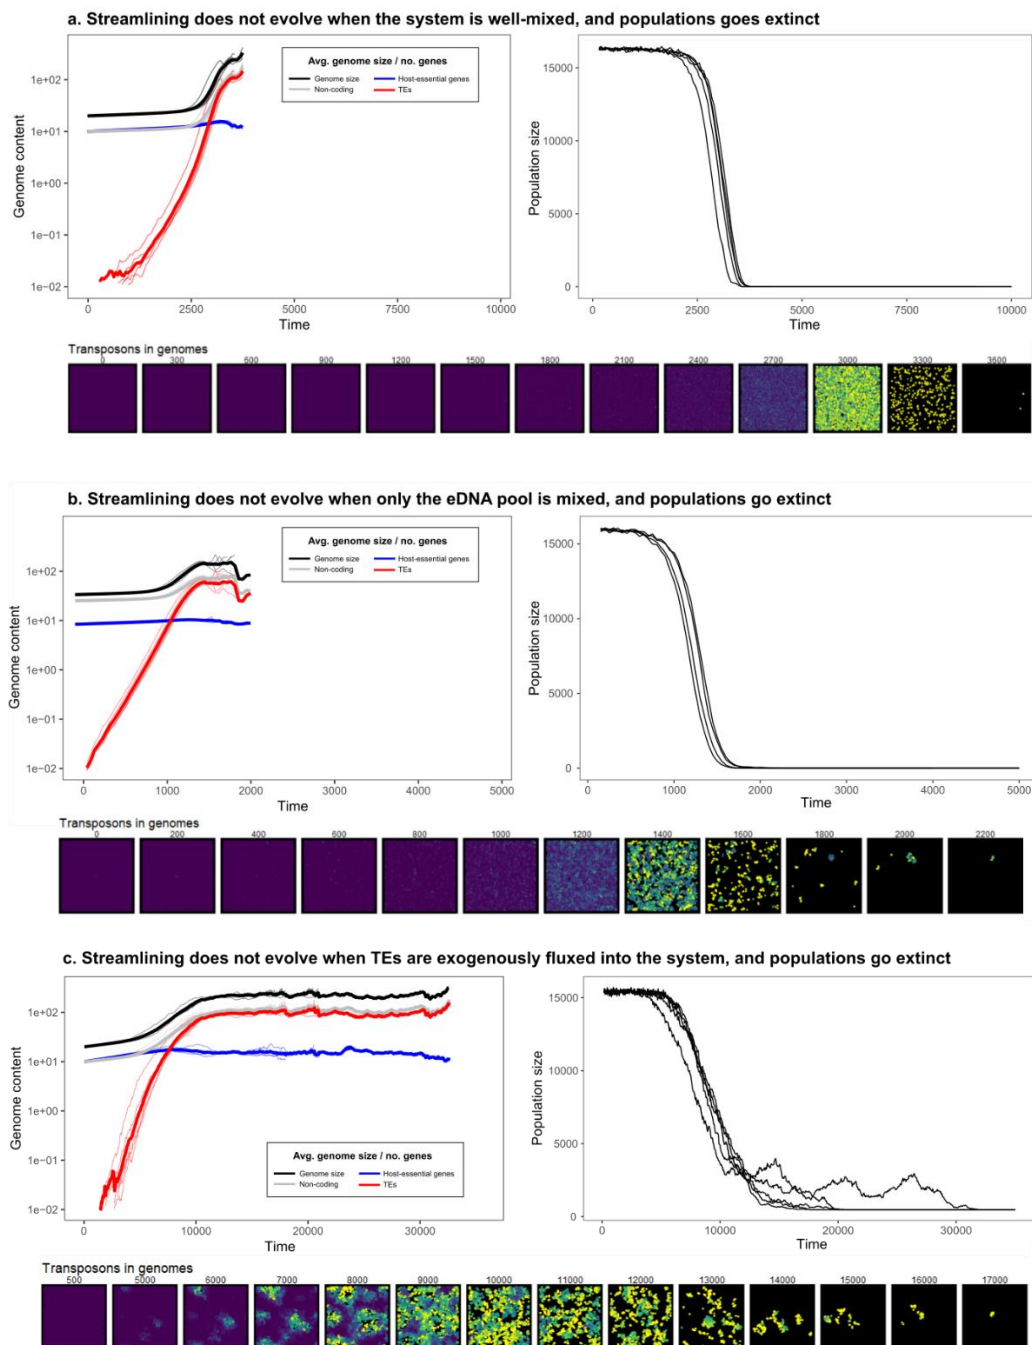 a. Streamlining does not evolve when the system is well-mixed, and populations goes extinct
Genome content
1e+02
1e+01
1e+00
1e-01
1e-02
0 2500 5000 7500 10000
Time
Avg. genome size / no. genes
Genome size Host-essential genes
Non-coding TEs
Population size
15000
10000
5000
0
0 2500 5000 7500 10000
Time
Transposons in genomes
0 300 600 900 1200 1500 1800 2100 2400 2700 3000 3300 3600
b. Streamlining does not evolve when only the eDNA pool is mixed, and populations go extinct
Genome content
1e+02
1e+01
1e+00
1e-01
1e-02
0 1000 2000 3000 4000 5000
Time
Avg. genome size / no. genes
Genome size Host-essential genes
Non-coding TEs
Population size
15000
10000
5000
0
0 1000 2000 3000 4000 5000
Time
Transposons in genomes
0 200 400 600 800 1000 1200 1400 1600 1800 2000 2200
c. Streamlining does not evolve when TEs are exogenously fluxed into the system, and populations go extinct
Genome content
1e+02
1e+01
1e+00
1e-01
1e-02
0 10000 20000 30000
Time
Avg. genome size / no. genes
Genome size Host-essential genes
Non-coding TEs
Population size
15000
10000
5000
0
0 10000 20000 30000
Time
Transposons in genomes
500 5000 6000 7000 8000 9000 10000 11000 12000 13000 14000 15000 16000 17000